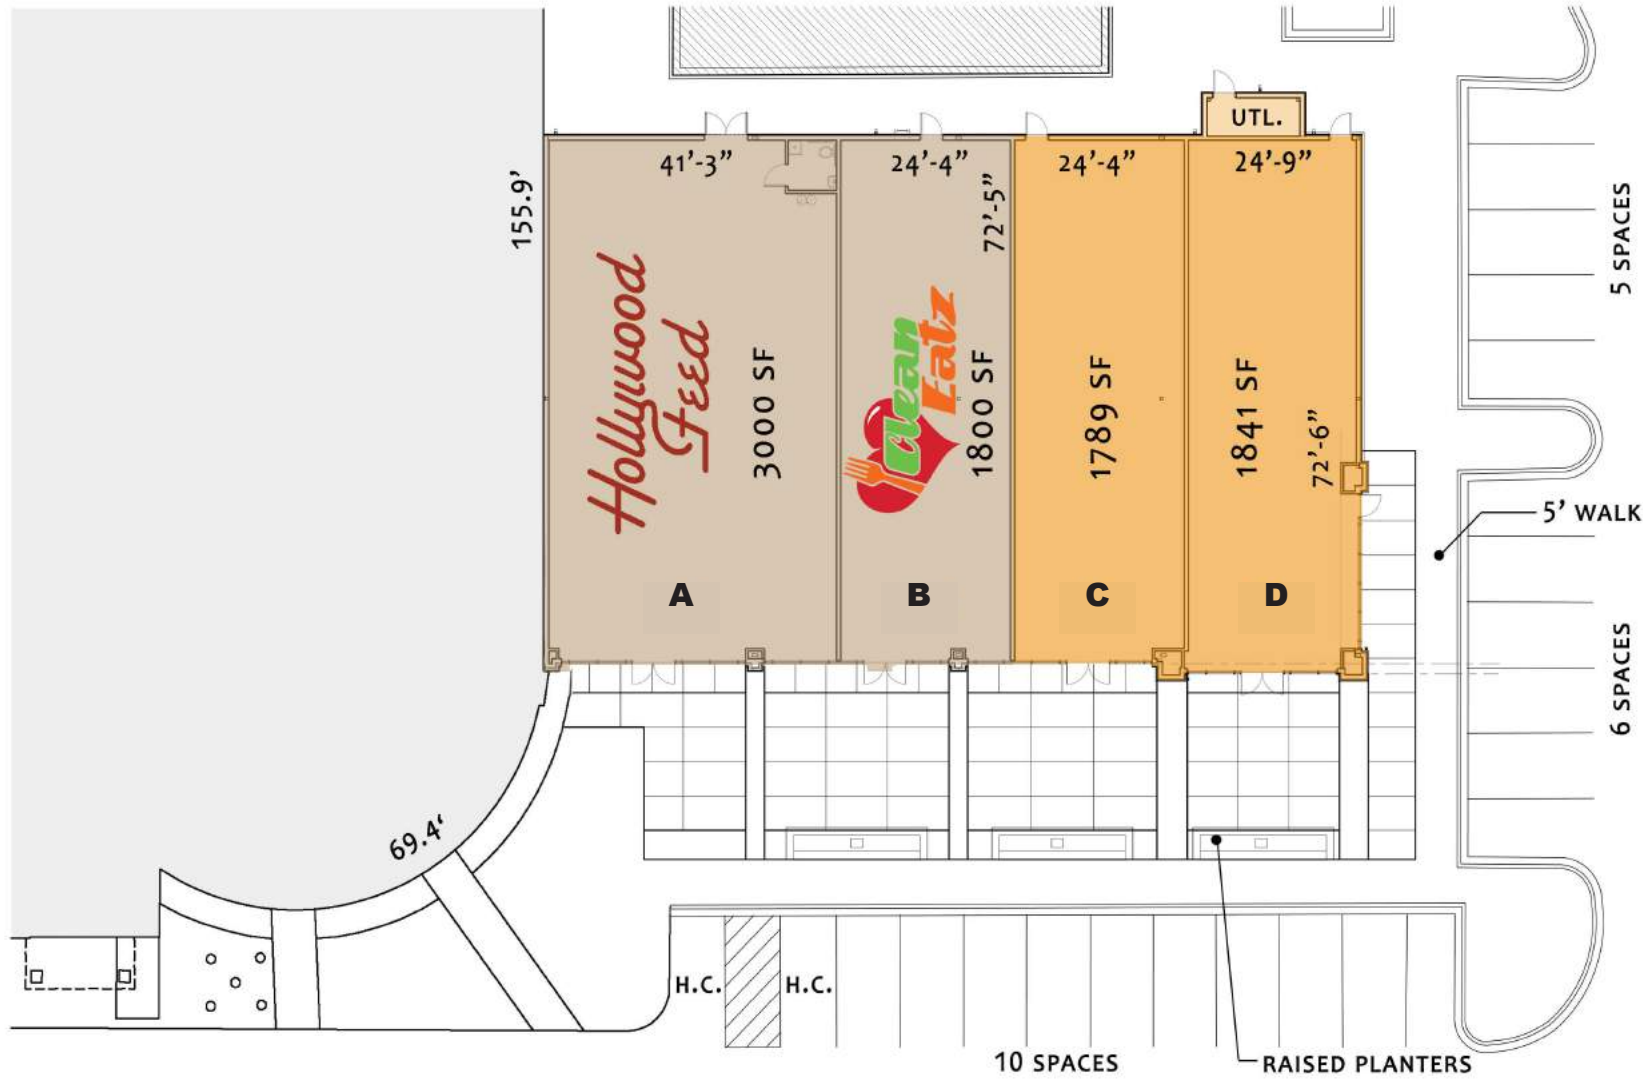 UTL.
41'-3”
24'-4”
24'-4”
24'-9”
155.9'
72'-5”
5 SPACES
Hollywood
Feed
3000 SF
Clean
Eatz
1800 SF
1789 SF
1841 SF
72'-6”
5' WALK
A
B
C
D
6 SPACES
69.4‘
H.C.
H.C.
10 SPACES
RAISED PLANTERS